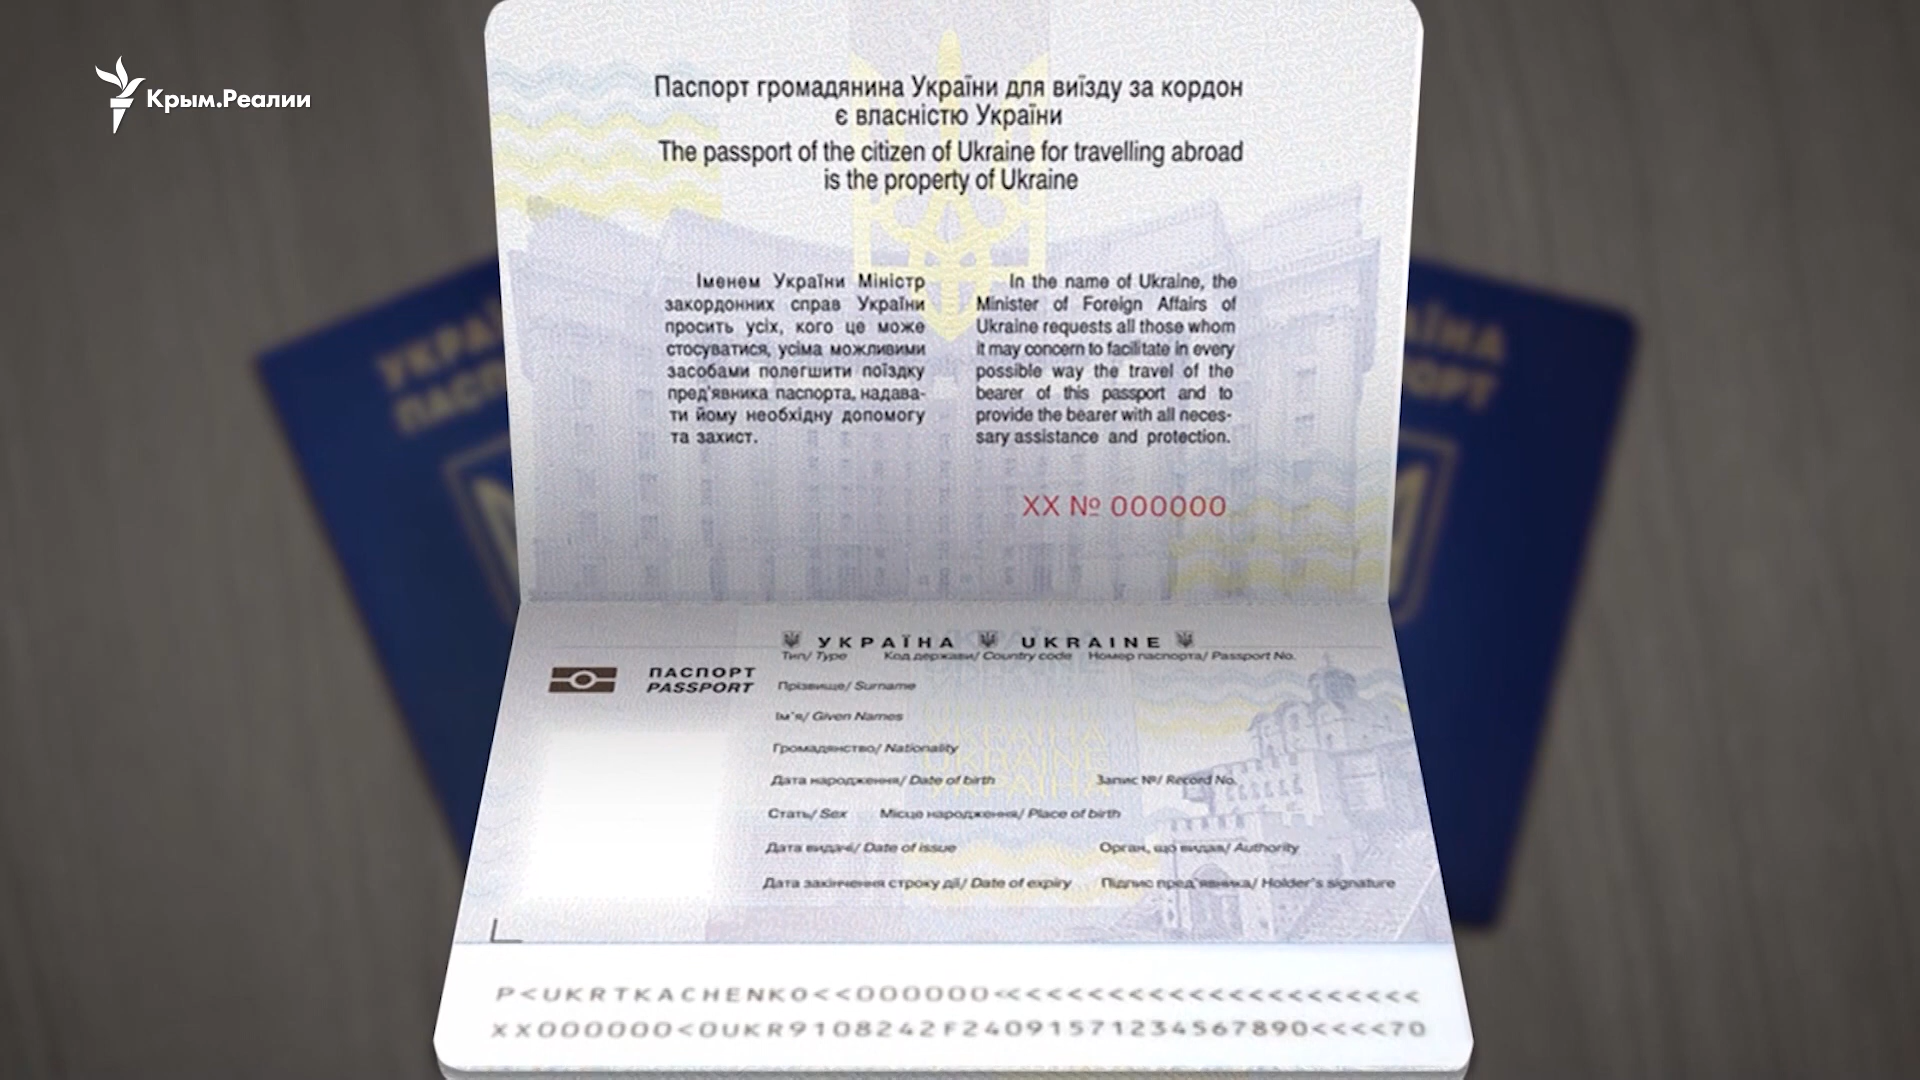 Крым.Реалии
Паспорт громадянина України для виїзду за кордон
є власністю України
The passport of the citizen of Ukraine for travelling abroad
is the property of Ukraine
Іменем України Міністр
закордонних справ України
просить усіх, кого це може
стосуватися, усіма можливими
засобами полегшити поїздку
пред'явника паспорта, надава-
ти йому необхідну допомогу
та захист.
In the name of Ukraine, the
Minister of Foreign Affairs of
Ukraine requests all those whom
it may concern to facilitate in every
possible way the travel of the
bearer of this passport and to
provide the bearer with all neces-
sary assistance and protection.
XX № 000000
УКРАЇНА UKRAINE
Тип/ Type Код держави/ Country code Номер паспорта/ Passport No.
ПАСПОРТ
PASSPORT
Прізвище/ Surname
Ім'я/ Given Names
Громадянство/ Nationality
Дата народження/ Date of birth Запис №/ Record No.
Стать/ Sex Місце народження/ Place of birth
Дата видачі/ Date of issue Орган, що видав/ Authority
Дата закінчення строку дії/ Date of expiry Підпис пред'явника/ Holder's signature
УКРАЇНА
UKRAINE
УКРАЇНА
P<UKRTKACHENKO<<000000<<<<<<<<<<<<<<<<<<<<<<
XX000000<0UKR9108242F24091571234567890<<<<70